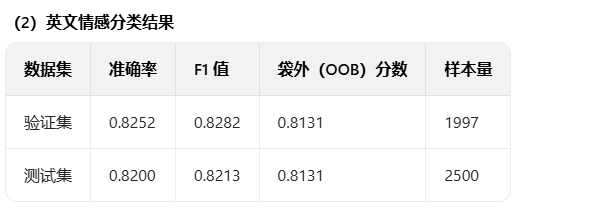 （2）英文情感分类结果
数据集 准确率 F1 值 袋外（OOB）分数 样本量
验证集 0.8252 0.8282 0.8131 1997
测试集 0.8200 0.8213 0.8131 2500